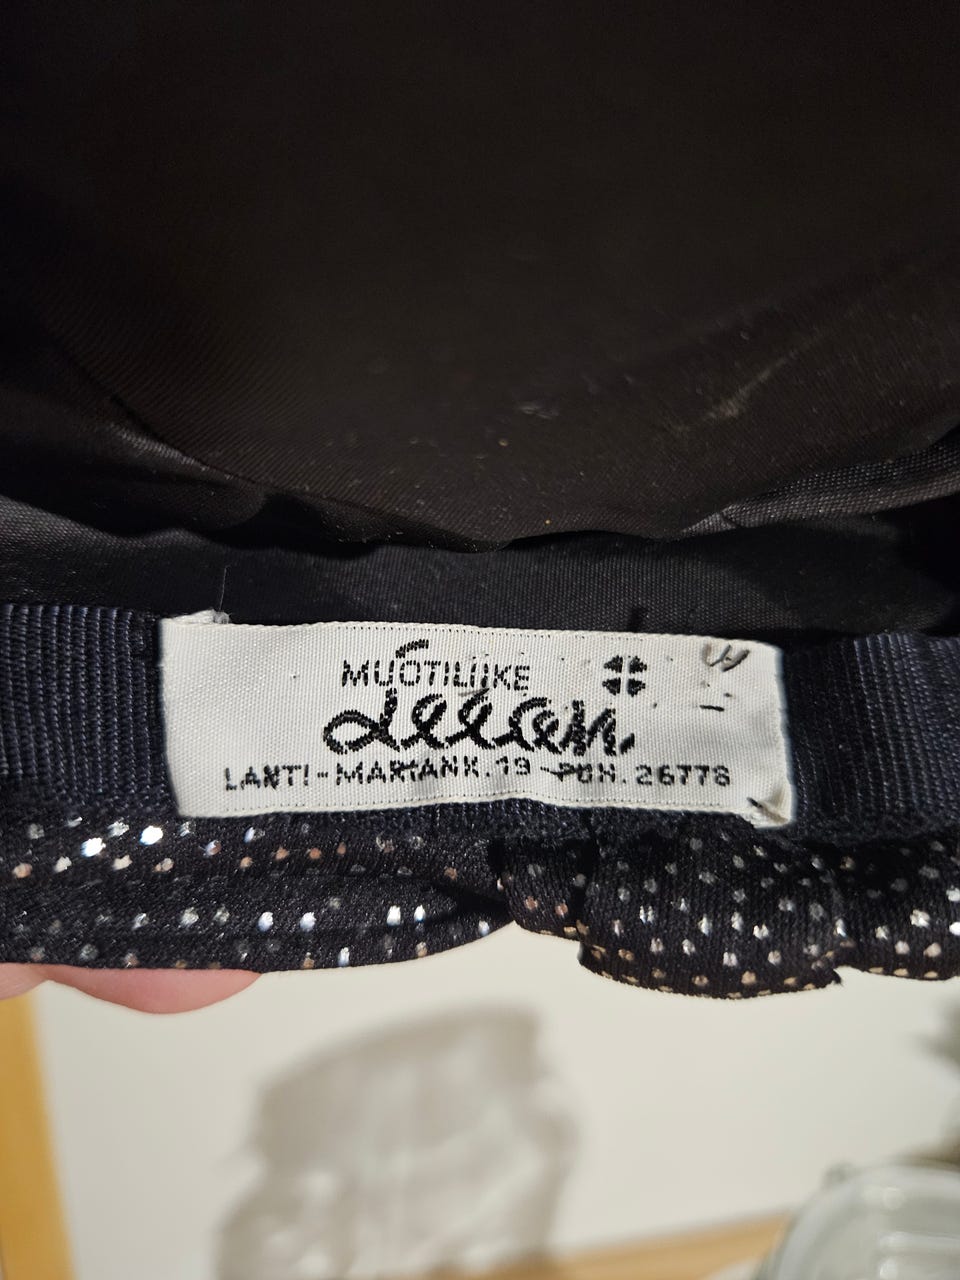 MUOTILIIKE
LAHTI - MARIANK. 19 - PUH. 26778